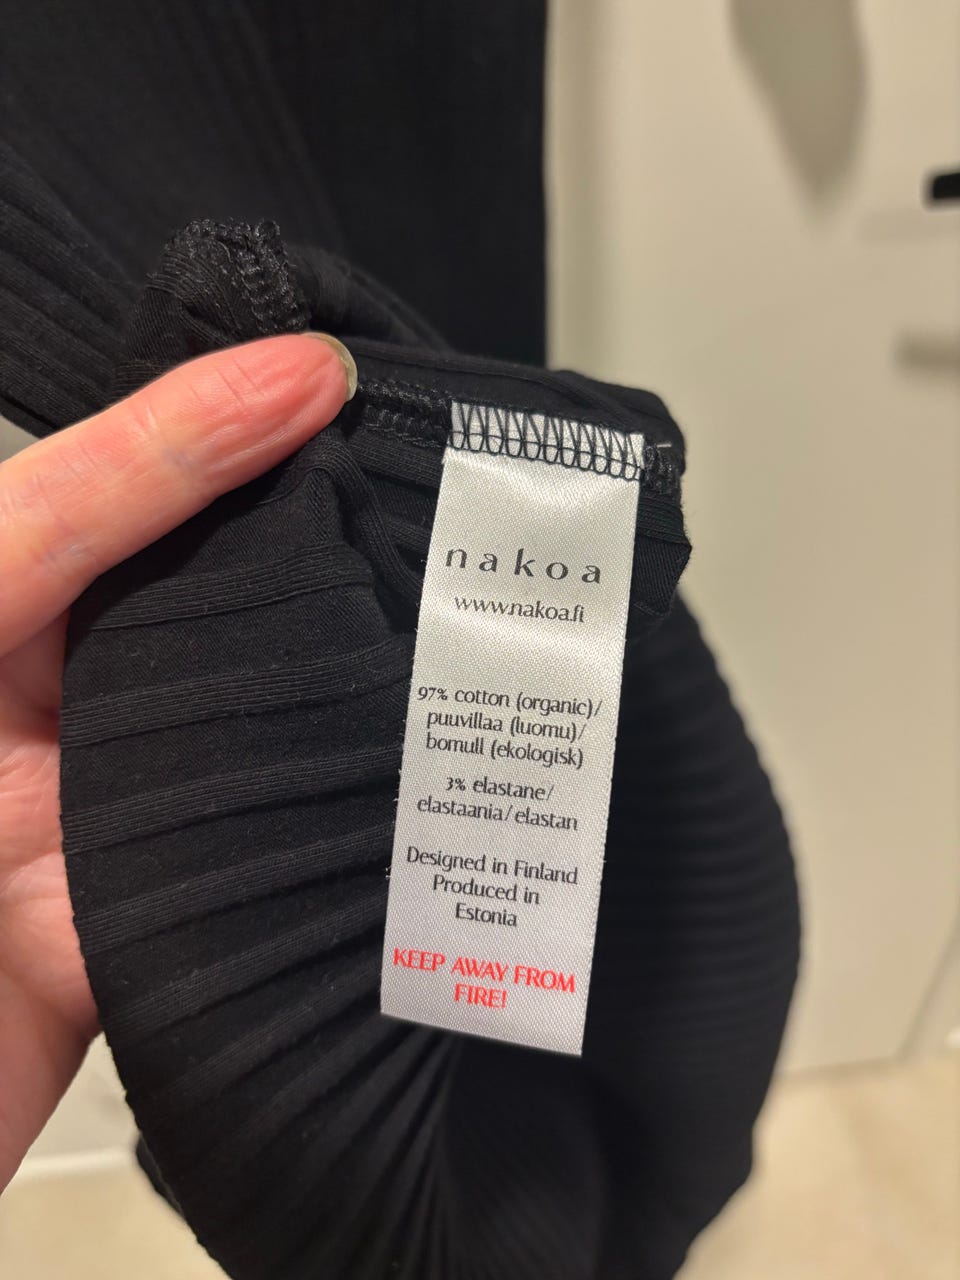 nakoa
www.nakoa.fi
97% cotton (organic)/
puuvillaa (luomu)/
bomull (ekologisk)
3% elastane/
elastaania/elastan
Designed in Finland
Produced in
Estonia
KEEP AWAY FROM
FIRE!